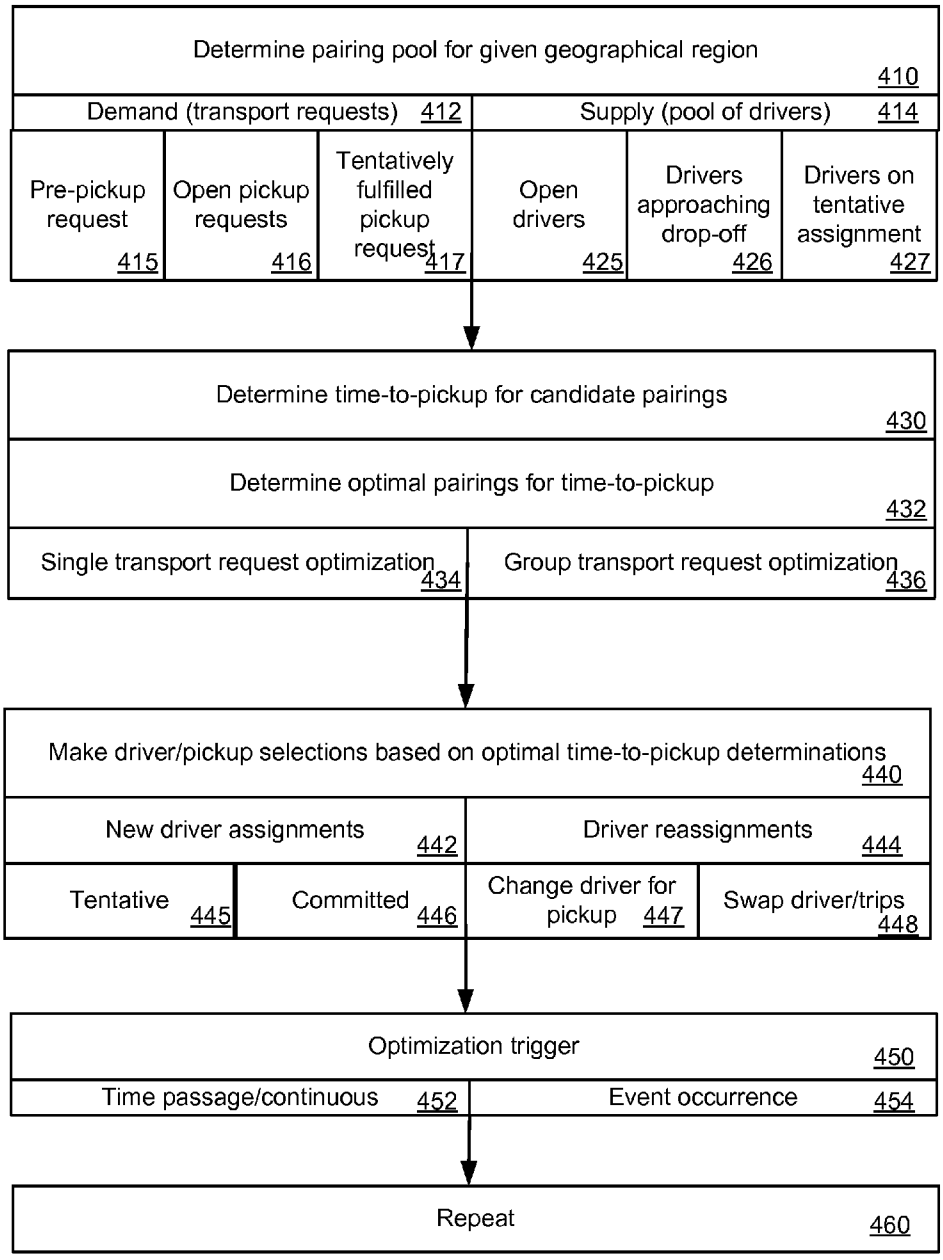 Determine pairing pool for given geographical region
410
Demand (transport requests) 412
Supply (pool of drivers) 414
Pre-pickup
request
415
Open pickup
requests
416
Tentatively
fulfilled
pickup
request
417
Open
drivers
425
Drivers
approaching
drop-off
426
Drivers on
tentative
assignment
427
Determine time-to-pickup for candidate pairings
430
Determine optimal pairings for time-to-pickup
432
Single transport request optimization
434
Group transport request optimization
436
Make driver/pickup selections based on optimal time-to-pickup determinations
440
New driver assignments
442
Driver reassignments
444
Tentative
445
Committed
446
Change driver for
pickup 447
Swap driver/trips
448
Optimization trigger
450
Time passage/continuous 452
Event occurrence 454
Repeat
460